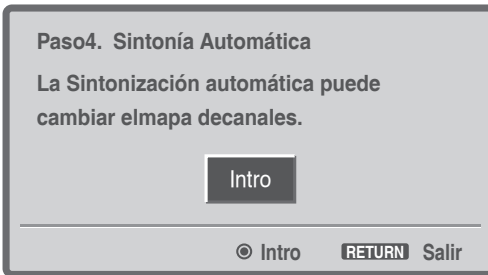 Paso4. Sintonía Automática
La Sintonización automática puede
cambiar elmapa decanales.
Intro
Intro RETURN Salir